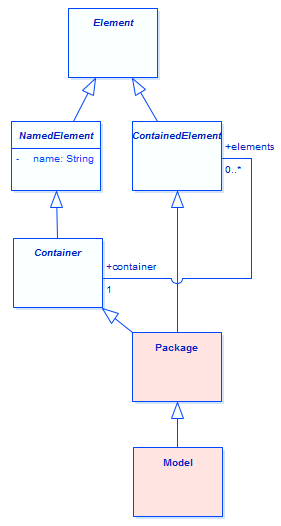 Element
NamedElement
- name: String
ContainedElement
+elements
0..*
Container
+container
1
Package
Model